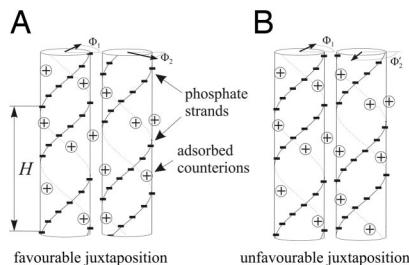 A
B
Φ₁
Φ₂
Φ₁
Φ′₂
H
phosphate
strands
adsorbed
counterions
favourable juxtaposition
unfavourable juxtaposition